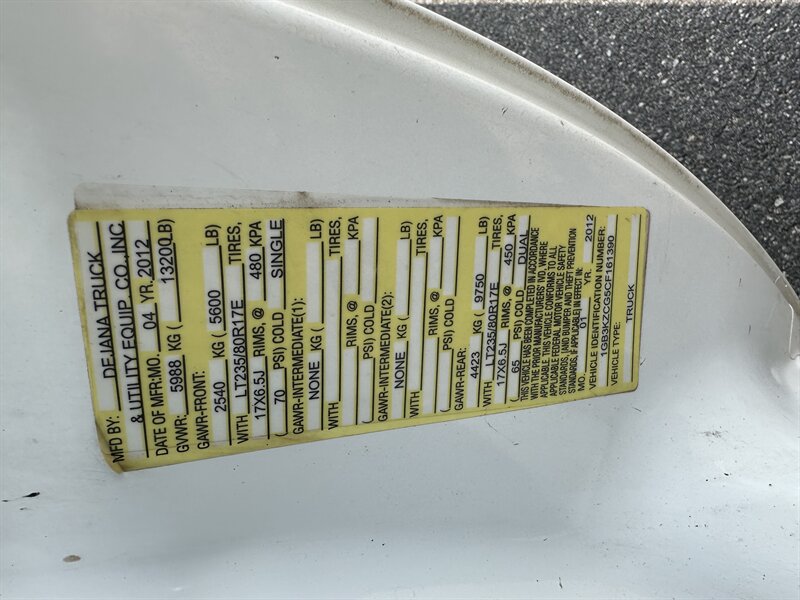 MFD BY: DEJANA TRUCK
& UTILITY EQUIP. CO., INC
DATE OF MFR:MO. 04 YR. 2012
GVWR: 5988 KG ( 13200LB)
GAWR-FRONT:
2540 KG ( 5600 LB)
WITH LT235/80R17E TIRES,
17X6.5J RIMS, @ 480 KPA
( 70 PSI) COLD SINGLE
GAWR-INTERMEDIATE(1):
NONE KG ( LB)
WITH TIRES,
RIMS, @ KPA
( PSI) COLD
GAWR-INTERMEDIATE(2):
NONE KG ( LB)
WITH TIRES,
RIMS, @ KPA
( PSI) COLD
GAWR-REAR:
4423 KG ( 9750 LB)
WITH LT235/80R17E TIRES,
17X6.5J RIMS, @ 450 KPA
( 65 PSI) COLD DUAL
THIS VEHICLE HAS BEEN COMPLETED IN ACCORDANCE
WITH THE PRIOR MANUFACTURERS' IVD, WHERE
APPLICABLE. THIS VEHICLE CONFORMS TO ALL
APPLICABLE FEDERAL MOTOR VEHICLE SAFETY
STANDARDS, [AND BUMPER AND THEFT PREVENTION
STANDARDS, IF APPLICABLE] IN EFFECT IN:
MO. 01 YR. 2012
VEHICLE IDENTIFICATION NUMBER:
1GB3KZCG5CF161390
VEHICLE TYPE: TRUCK